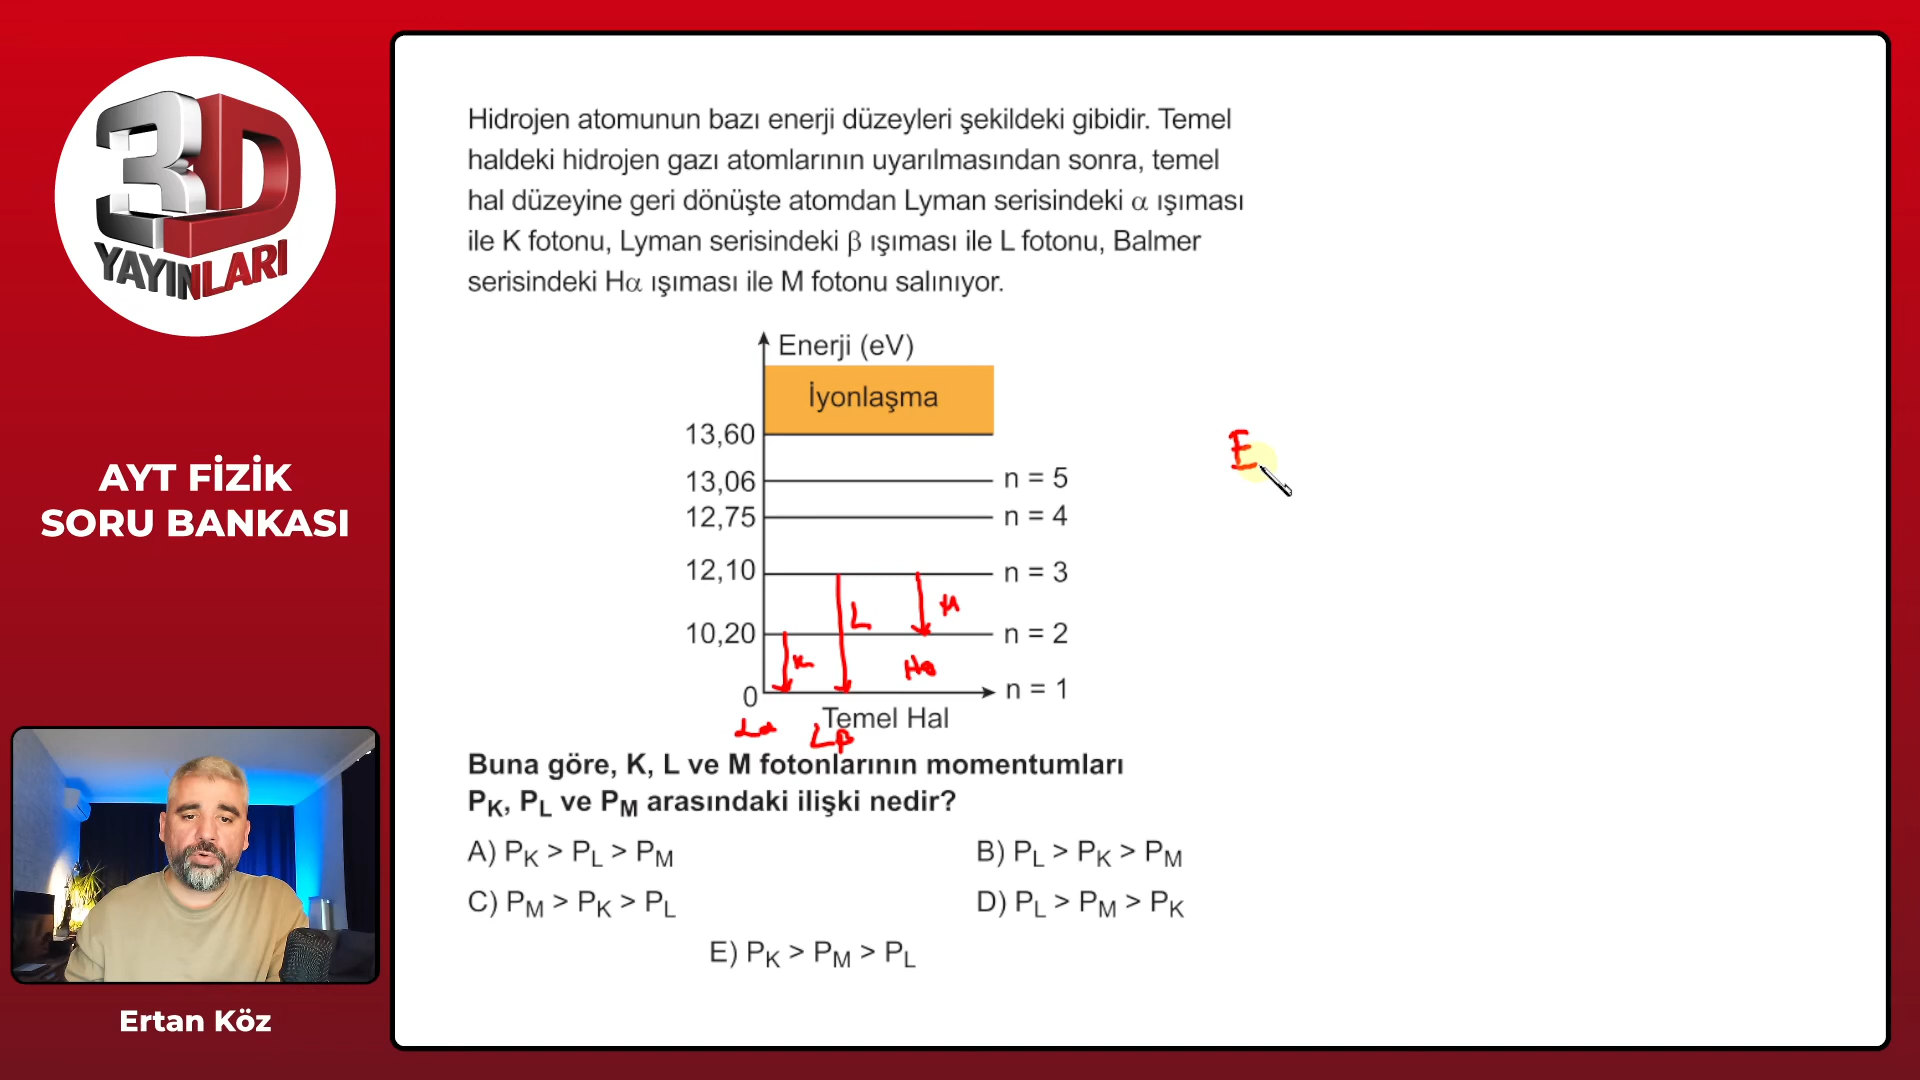 3D
YAYINLARI
AYT FİZİK
SORU BANKASI
Ertan Köz
Hidrojen atomunun bazı enerji düzeyleri şekildeki gibidir. Temel
haldeki hidrojen gazı atomlarının uyarılmasından sonra, temel
hal düzeyine geri dönüşte atomdan Lyman serisindeki α ışıması
ile K fotonu, Lyman serisindeki β ışıması ile L fotonu, Balmer
serisindeki Hα ışıması ile M fotonu salınıyor.
Enerji (eV)
İyonlaşma
13,60
13,06 n = 5
12,75 n = 4
12,10 n = 3
L M
10,20 n = 2
K Hα
0 n = 1
Temel Hal
Lα Lβ
E
Buna göre, K, L ve M fotonlarının momentumları
PK, PL ve PM arasındaki ilişki nedir?
A) PK > PL > PM B) PL > PK > PM
C) PM > PK > PL D) PL > PM > PK
E) PK > PM > PL